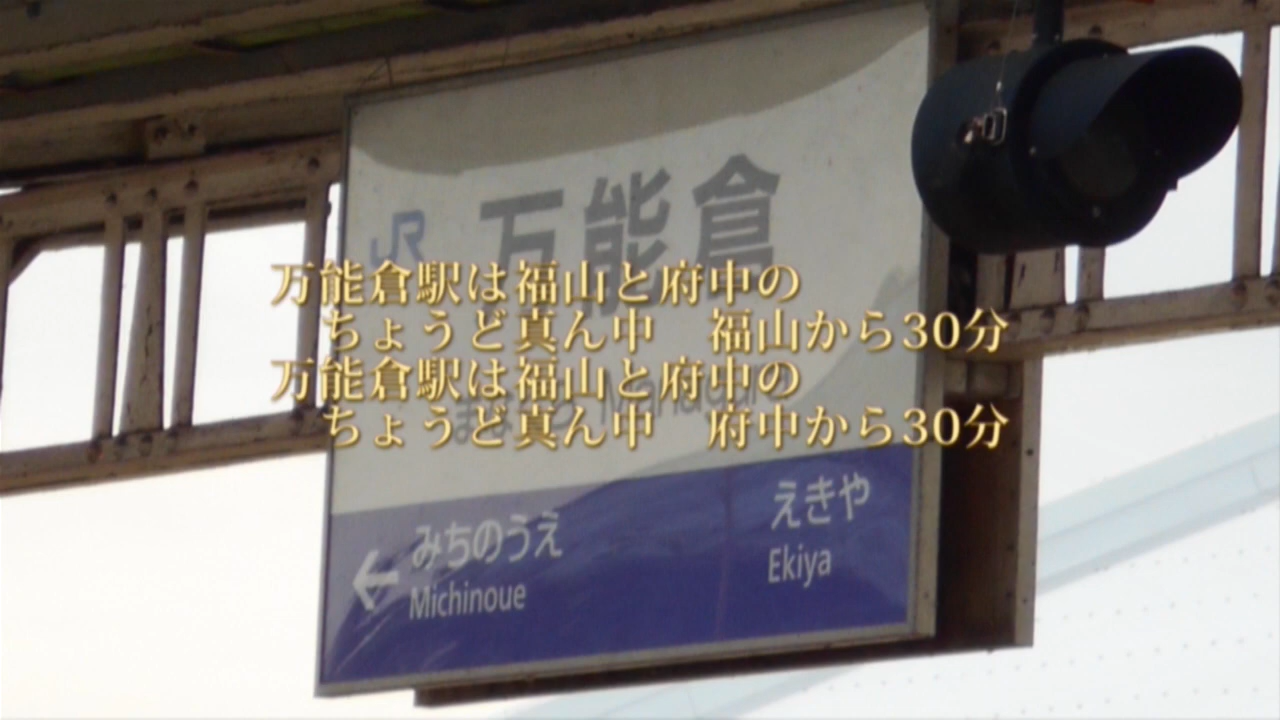 JR 万能倉
万能倉駅は福山と府中の
ちょうど真ん中　福山から30分
万能倉駅は福山と府中の
ちょうど真ん中　府中から30分
みちのうえ
Michinoue
えきや
Ekiya